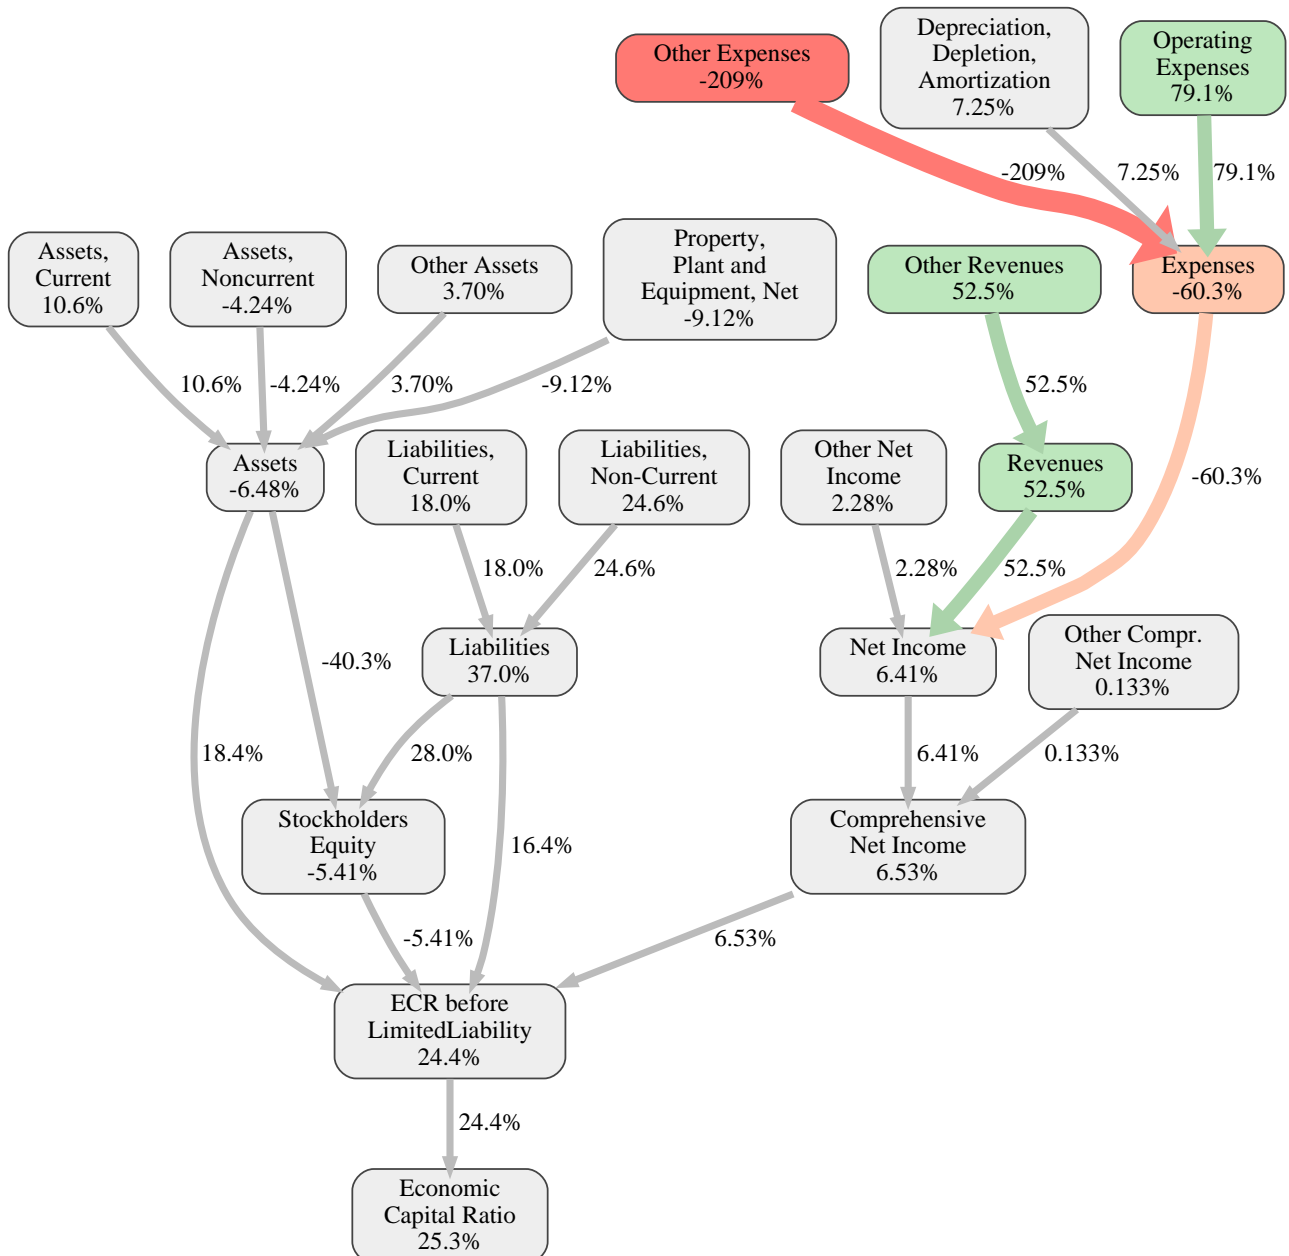 Other Expenses
-209%
Depreciation,
Depletion,
Amortization
7.25%
Operating
Expenses
79.1%
-209%
7.25%
79.1%
Assets,
Current
10.6%
Assets,
Noncurrent
-4.24%
Other Assets
3.70%
Property,
Plant and
Equipment, Net
-9.12%
Other Revenues
52.5%
Expenses
-60.3%
10.6%
-4.24%
3.70%
-9.12%
52.5%
Assets
-6.48%
Liabilities,
Current
18.0%
Liabilities,
Non-Current
24.6%
Other Net
Income
2.28%
Revenues
52.5%
-60.3%
18.0%
24.6%
2.28%
52.5%
Liabilities
37.0%
Net Income
6.41%
Other Compr.
Net Income
0.133%
-40.3%
18.4%
28.0%
6.41%
0.133%
Stockholders
Equity
-5.41%
16.4%
Comprehensive
Net Income
6.53%
-5.41%
6.53%
ECR before
LimitedLiability
24.4%
24.4%
Economic
Capital Ratio
25.3%